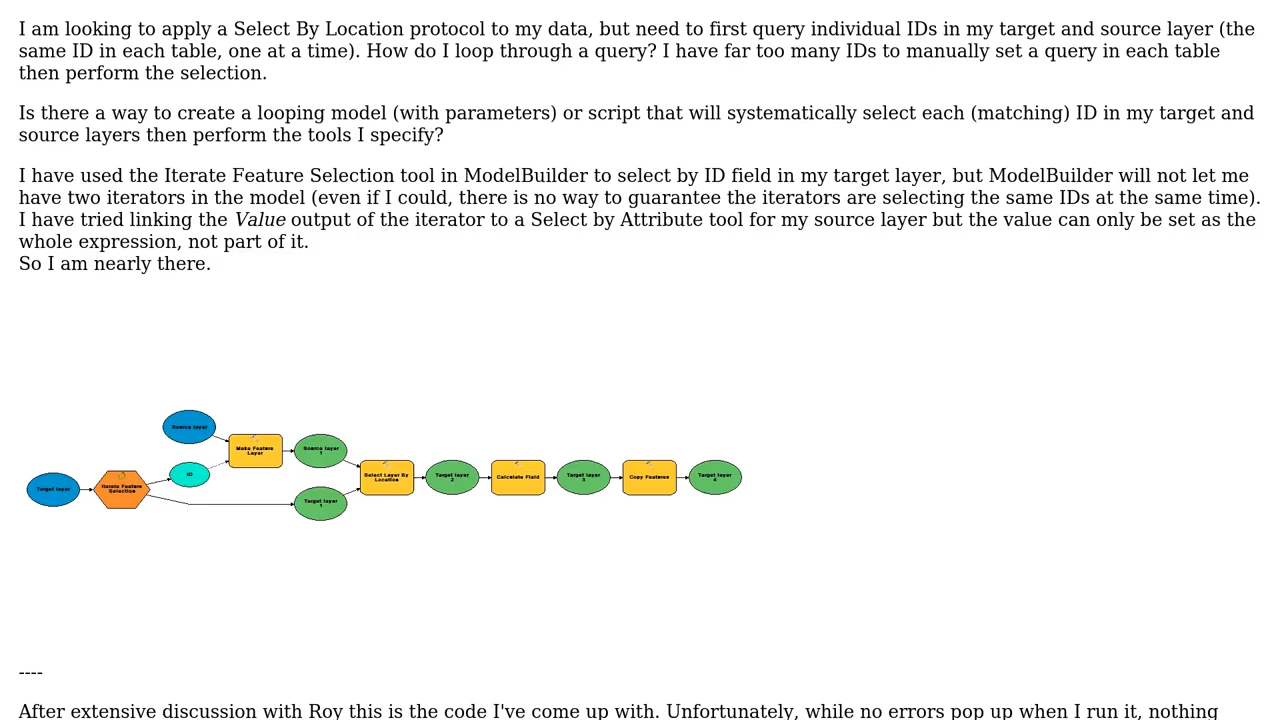 I am looking to apply a Select By Location protocol to my data, but need to first query individual IDs in my target and source layer (the
same ID in each table, one at a time). How do I loop through a query? I have far too many IDs to manually set a query in each table
then perform the selection.
Is there a way to create a looping model (with parameters) or script that will systematically select each (matching) ID in my target and
source layers then perform the tools I specify?
I have used the Iterate Feature Selection tool in ModelBuilder to select by ID field in my target layer, but ModelBuilder will not let me
have two iterators in the model (even if I could, there is no way to guarantee the iterators are selecting the same IDs at the same time).
I have tried linking the Value output of the iterator to a Select by Attribute tool for my source layer but the value can only be set as the
whole expression, not part of it.
So I am nearly there.
Source layer
Make Feature
Layer
Source layer
1
ID
Target layer
Iterate Feature
Selection
Target layer
1
Select Layer By
Location
Target layer
2
Calculate Field
Target layer
3
Copy Features
Target layer
4
----
After extensive discussion with Roy this is the code I've come up with. Unfortunately, while no errors pop up when I run it, nothing